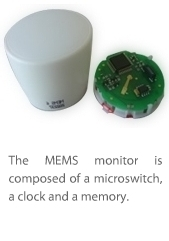 The MEMS monitor is
composed of a microswitch,
a clock and a memory.